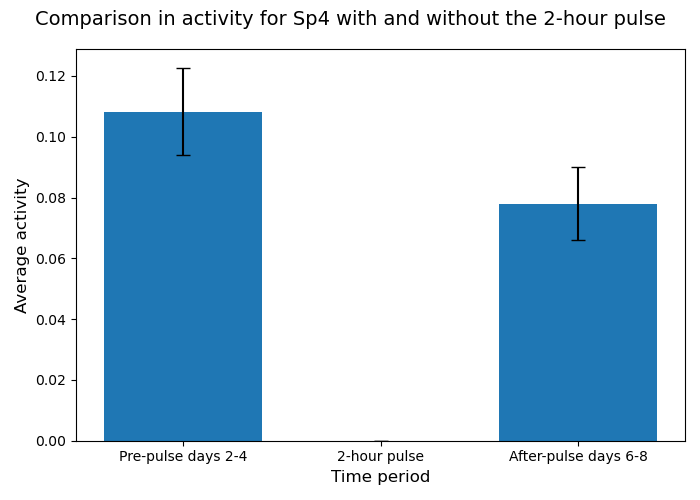 Comparison in activity for Sp4 with and without the 2-hour pulse
0.12
0.10
0.08
0.06
0.04
0.02
0.00
Average activity
Pre-pulse days 2-4 2-hour pulse After-pulse days 6-8
Time period